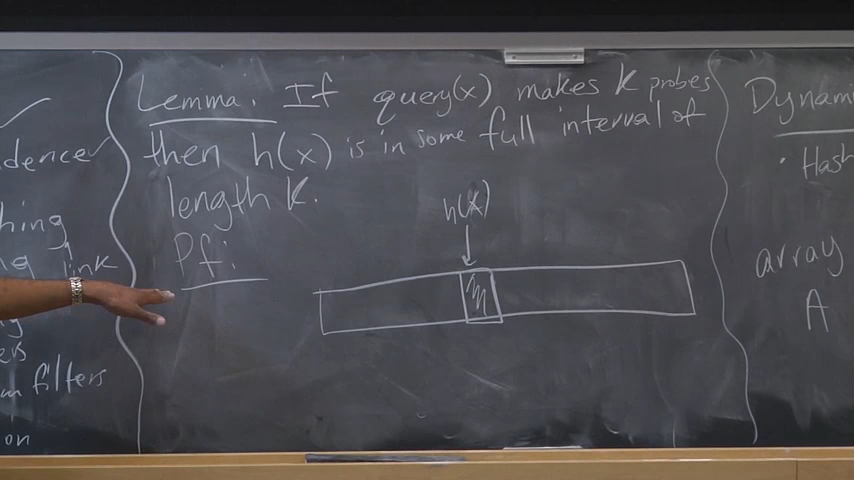 Lemma: If query(x) makes k probes
then h(x) is in some full interval of
length k.
Pf:
h(x)
dence
hing
link
filters
on
Dynami
• Hash
array
A